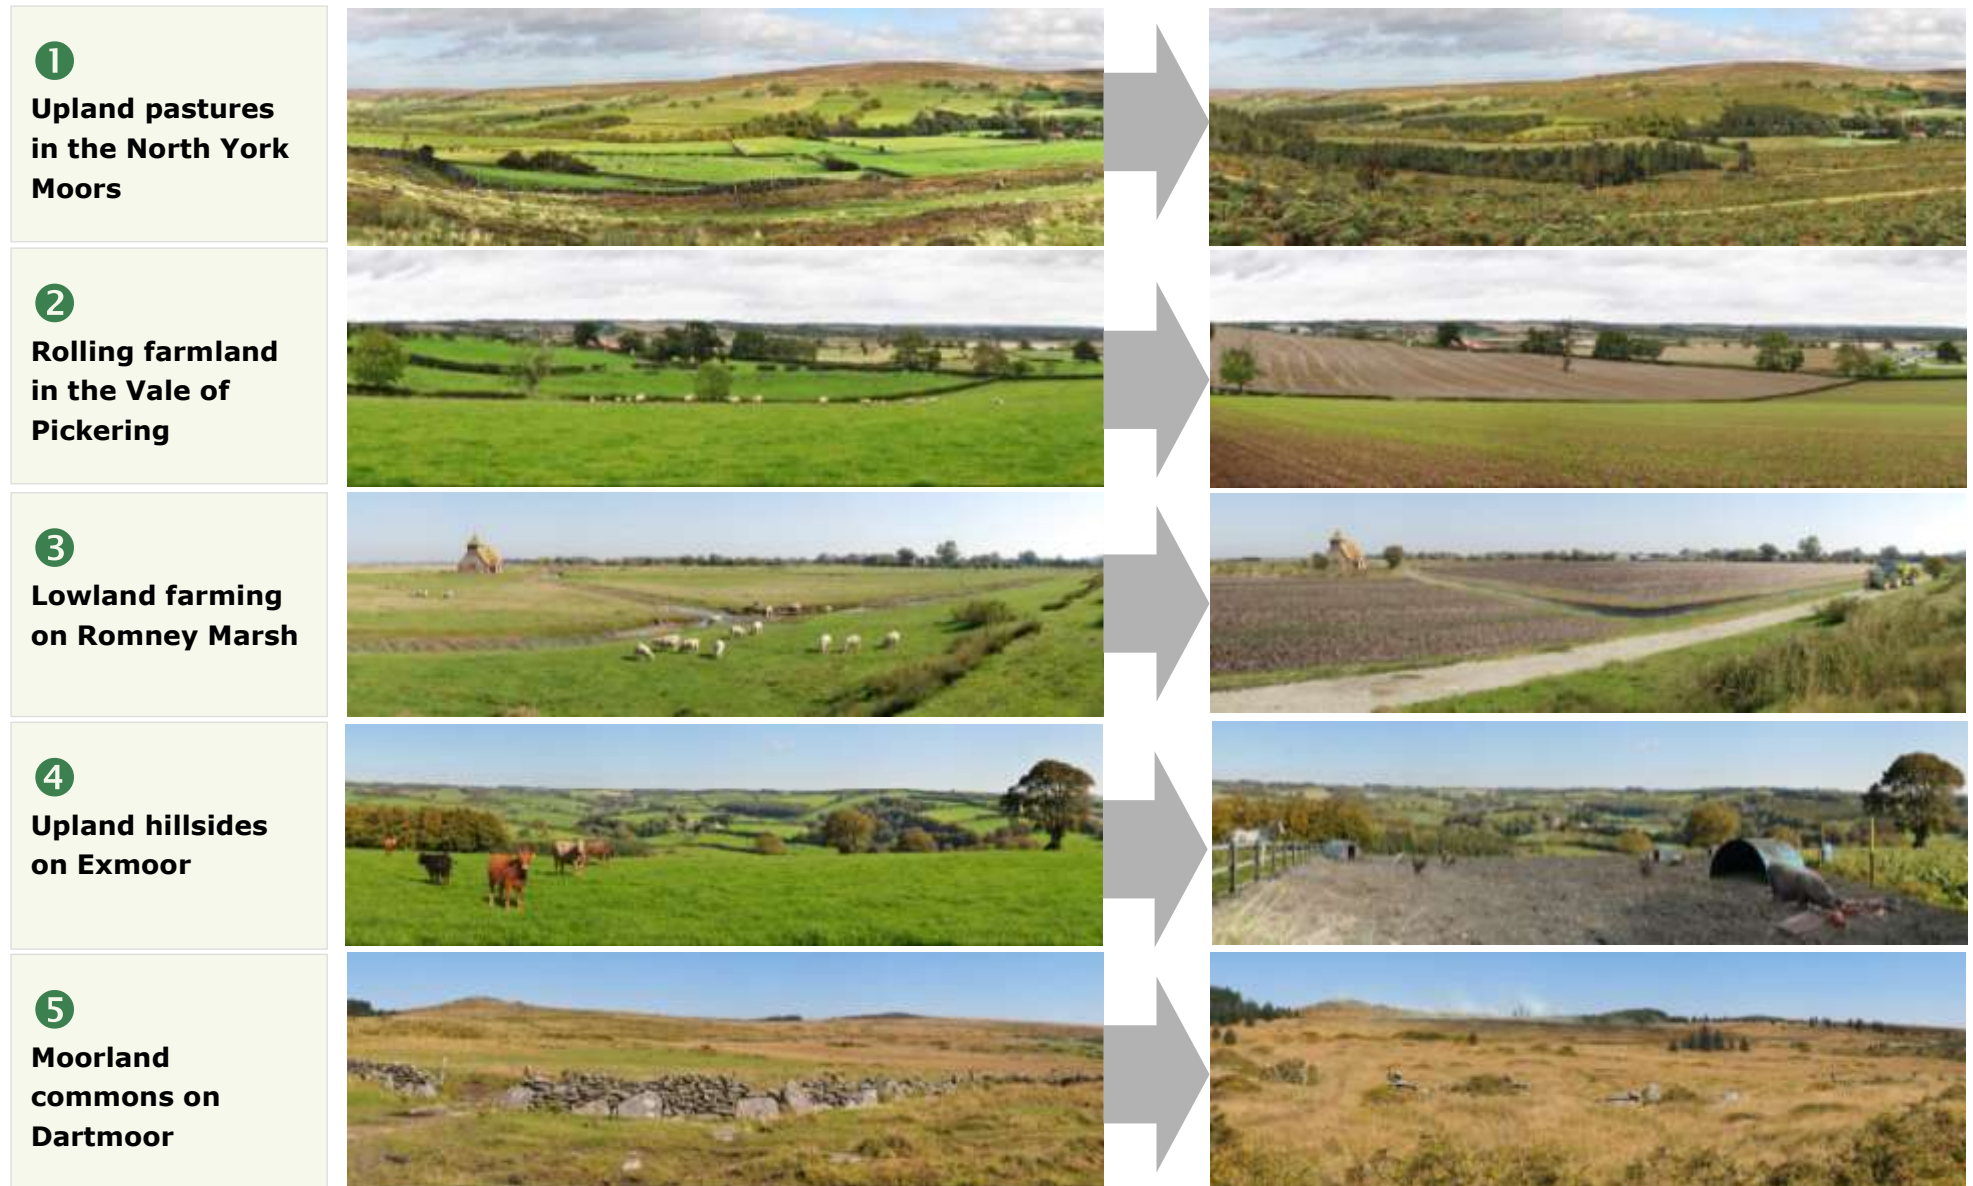 1
Upland pastures
in the North York
Moors
2
Rolling farmland
in the Vale of
Pickering
3
Lowland farming
on Romney Marsh
4
Upland hillsides
on Exmoor
5
Moorland
commons on
Dartmoor